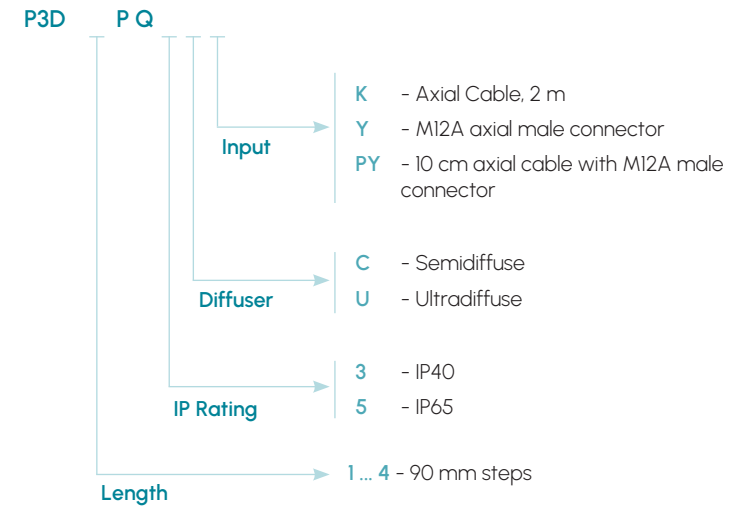 P3D P Q
K - Axial Cable, 2 m
Y - M12A axial male connector
Input
PY - 10 cm axial cable with M12A male
connector
C - Semidiffuse
Diffuser
U - Ultradiffuse
3 - IP40
IP Rating
5 - IP65
1 ... 4 - 90 mm steps
Length